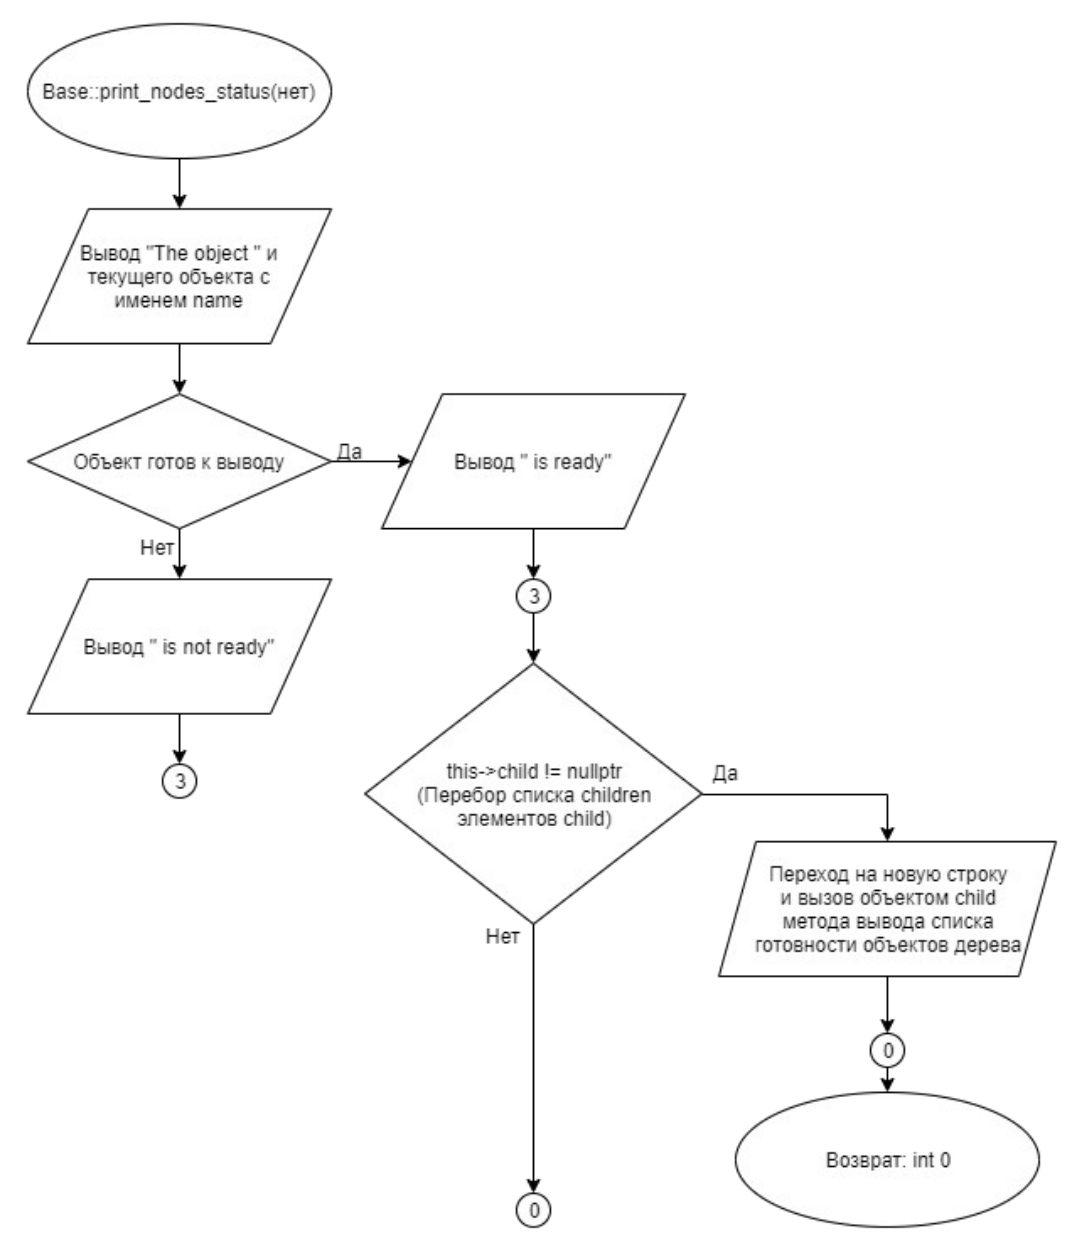 Base::print_nodes_status(нет)
Вывод "The object " и
текущего объекта с
именем name
Объект готов к выводу
Да
Вывод " is ready"
Нет
3
Вывод " is not ready"
3
this->child != nullptr
(Перебор списка children
элементов child)
Да
Переход на новую строку
и вызов объектом child
метода вывода списка
готовности объектов дерева
Нет
0
Возврат: int 0
0